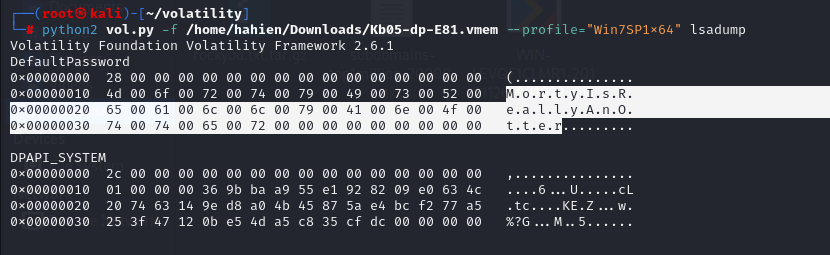 ┌──(root㉿kali)-[~/volatility]
└─# python2 vol.py -f /home/hahien/Downloads/Kb05-dp-E81.vmem --profile="Win7SP1×64" lsadump
Volatility Foundation Volatility Framework 2.6.1
DefaultPassword
0×00000000  28 00 00 00 00 00 00 00 00 00 00 00 00 00 00 00   (...............
0×00000010  4d 00 6f 00 72 00 74 00 79 00 49 00 73 00 52 00   M.o.r.t.y.I.s.R.
0×00000020  65 00 61 00 6c 00 6c 00 79 00 41 00 6e 00 4f 00   e.a.l.l.y.A.n.O.
0×00000030  74 00 74 00 65 00 72 00 00 00 00 00 00 00 00 00   t.t.e.r.........
DPAPI_SYSTEM
0×00000000  2c 00 00 00 00 00 00 00 00 00 00 00 00 00 00 00   ,...............
0×00000010  01 00 00 00 36 9b ba a9 55 e1 92 82 09 e0 63 4c   ....6...U.....cL
0×00000020  20 74 63 14 9e d8 a0 4b 45 87 5a e4 bc f2 77 a5   .tc....KE.Z...w.
0×00000030  25 3f 47 12 0b e5 4d a5 c8 35 cf dc 00 00 00 00   %?G...M..5......